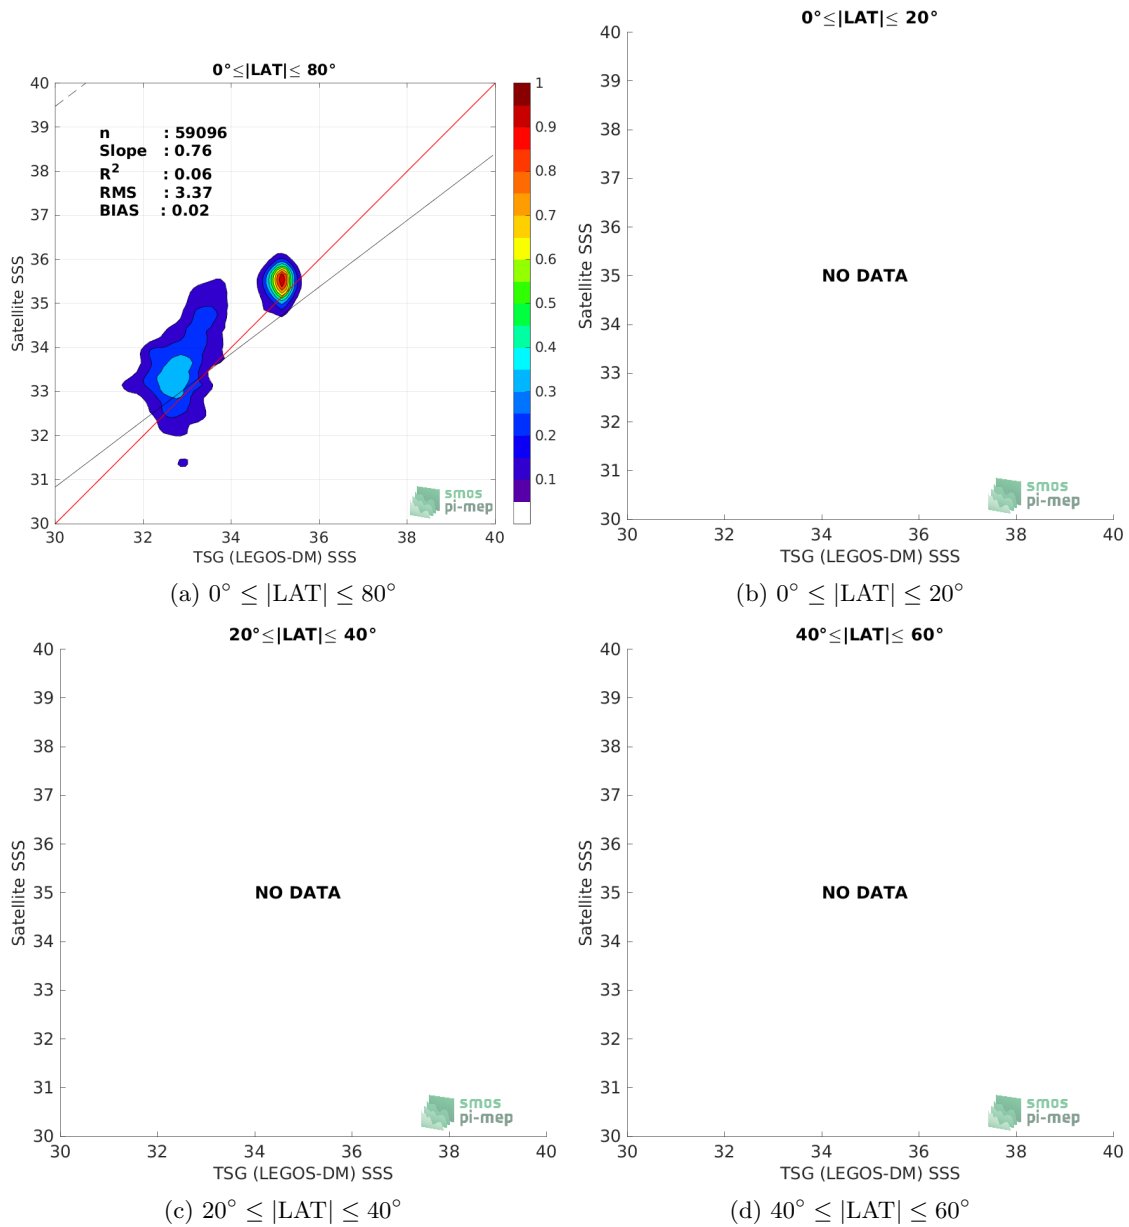 0°≤|LAT|≤ 80°
40
39
38
37
36
35
34
33
32
31
30
Satellite SSS
n : 59096
Slope : 0.76
R² : 0.06
RMS : 3.37
BIAS : 0.02
1
0.9
0.8
0.7
0.6
0.5
0.4
0.3
0.2
0.1
smos
pi-mep
30 32 34 36 38 40
TSG (LEGOS-DM) SSS
(a) 0° ≤ |LAT| ≤ 80°
0°≤|LAT|≤ 20°
40
39
38
37
36
35
34
33
32
31
30
Satellite SSS
NO DATA
smos
pi-mep
30 32 34 36 38 40
TSG (LEGOS-DM) SSS
(b) 0° ≤ |LAT| ≤ 20°
20°≤|LAT|≤ 40°
40
39
38
37
36
35
34
33
32
31
30
Satellite SSS
NO DATA
smos
pi-mep
30 32 34 36 38 40
TSG (LEGOS-DM) SSS
(c) 20° ≤ |LAT| ≤ 40°
40°≤|LAT|≤ 60°
40
39
38
37
36
35
34
33
32
31
30
Satellite SSS
NO DATA
smos
pi-mep
30 32 34 36 38 40
TSG (LEGOS-DM) SSS
(d) 40° ≤ |LAT| ≤ 60°